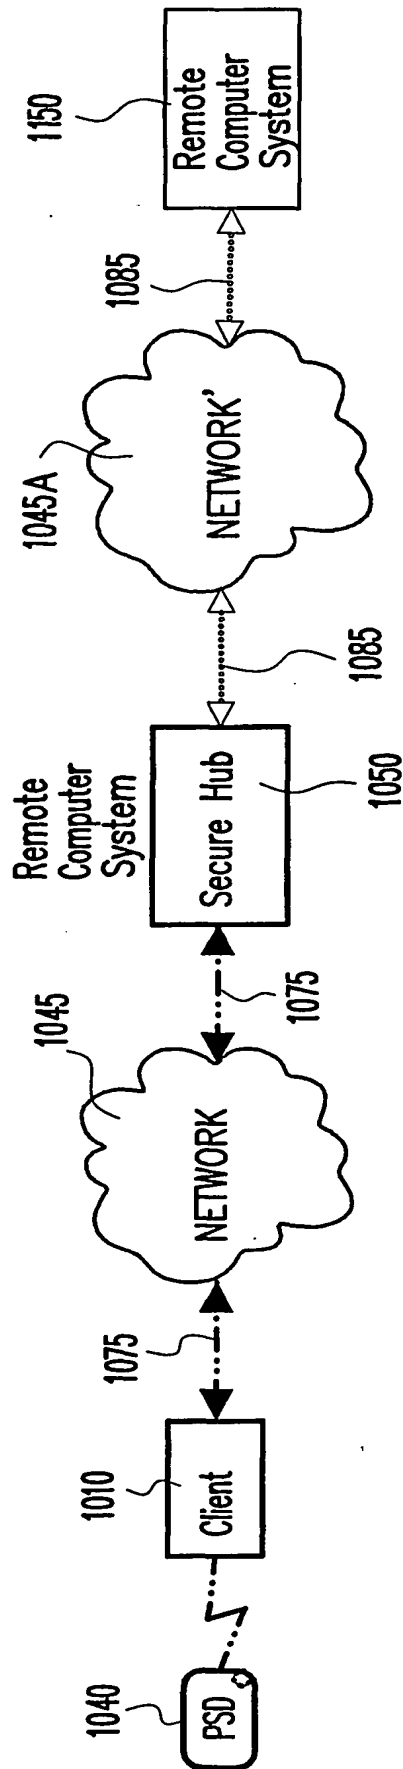 1040
PSD
1010
Client
1075
1045
NETWORK
1075
Remote
Computer
System
Secure Hub
1050
1085
1045A
NETWORK'
1085
1150
Remote
Computer
System